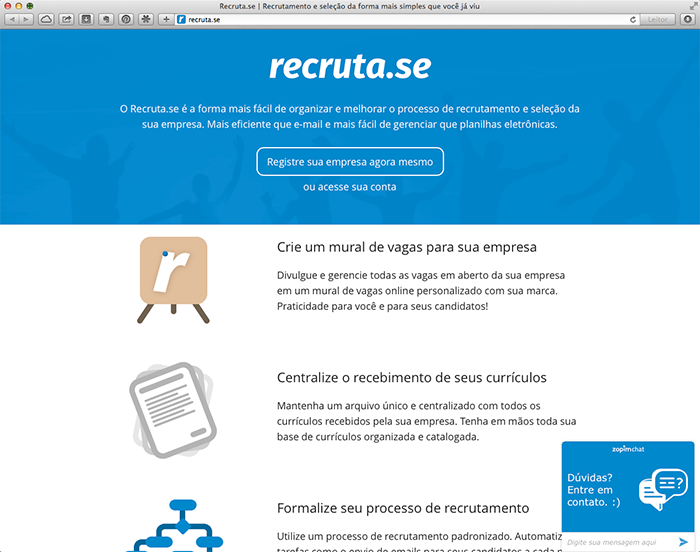 Recruta.se | Recrutamento e seleção da forma mais simples que você já viu
recruta.se
Leitor
recruta.se
O Recruta.se é a forma mais fácil de organizar e melhorar o processo de recrutamento e seleção da
sua empresa. Mais eficiente que e-mail e mais fácil de gerenciar que planilhas eletrônicas.
Registre sua empresa agora mesmo
ou acesse sua conta
r
Crie um mural de vagas para sua empresa
Divulgue e gerencie todas as vagas em aberto da sua empresa
em um mural de vagas online personalizado com sua marca.
Praticidade para você e para seus candidatos!
Centralize o recebimento de seus currículos
Mantenha um arquivo único e centralizado com todos os
currículos recebidos pela sua empresa. Tenha em mãos toda sua
base de currículos organizada e catalogada.
Formalize seu processo de recrutamento
Utilize um processo de recrutamento padronizado. Automatiz
tarefas como o envio de emails para seus candidatos a cada
zopimchat
Dúvidas?
Entre em
contato. :)
?
Digite sua mensagem aqui